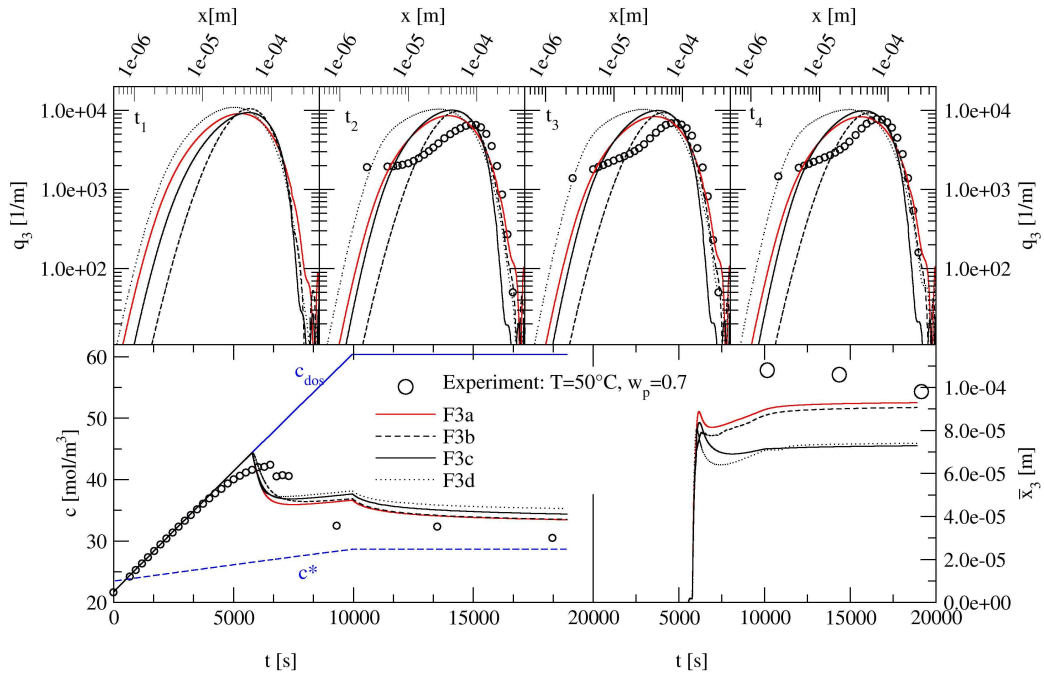 x[m] x [m] x [m] x [m]
1e-06 1e-05 1e-04 1e-06 1e-05 1e-04 1e-06 1e-05 1e-04 1e-06 1e-05 1e-04
t1 t2 t3 t4
1.0e+04 1.0e+04
1.0e+03 1.0e+03
1.0e+02 1.0e+02
q3 [1/m] q3 [1/m]
60
50
40
30
20
c [mol/m³]
cdos
c*
Experiment: T=50°C, wp=0.7
F3a
F3b
F3c
F3d
1.0e-04
8.0e-05
6.0e-05
4.0e-05
2.0e-05
0.0e+00
x̅3 [m]
0 5000 10000 15000 20000 5000 10000 15000 20000
t [s] t [s]